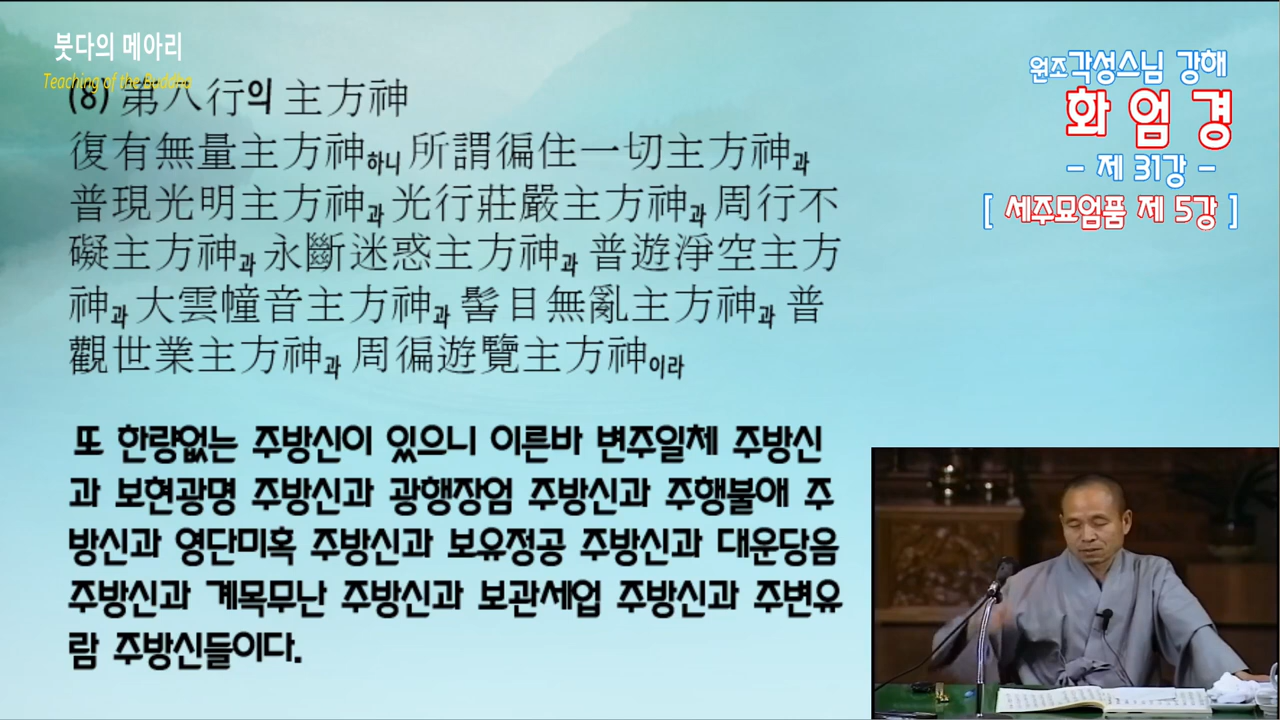 붓다의 메아리
Teaching of the Buddha
(8) 第八行의 主方神
復有無量主方神하니 所謂徧住一切主方神과
普現光明主方神과 光行莊嚴主方神과 周行不
礙主方神과 永斷迷惑主方神과 普遊淨空主方
神과 大雲幢音主方神과 髻目無亂主方神과 普
觀世業主方神과 周徧遊覽主方神이라
또 한량없는 주방신이 있으니 이른바 변주일체 주방신
과 보현광명 주방신과 광행장엄 주방신과 주행불애 주
방신과 영단미혹 주방신과 보유정공 주방신과 대운당음
주방신과 계목무난 주방신과 보관세업 주방신과 주변유
람 주방신들이다.
원조각성스님 강해
화엄경
- 제 31강 -
[ 세주묘엄품 제 5강 ]